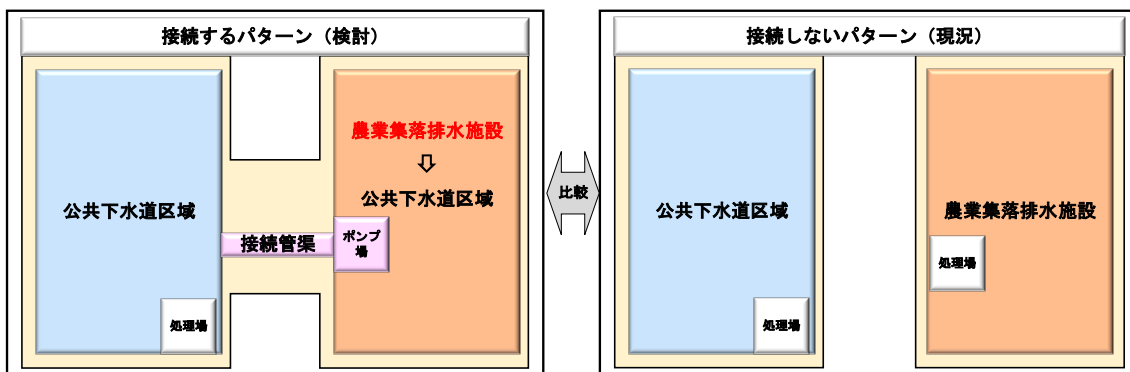 接続するパターン（検討）
農業集落排水施設
⇩
公共下水道区域
公共下水道区域
接続管渠
ポンプ
場
処理場
比較
接続しないパターン（現況）
公共下水道区域
農業集落排水施設
処理場
処理場